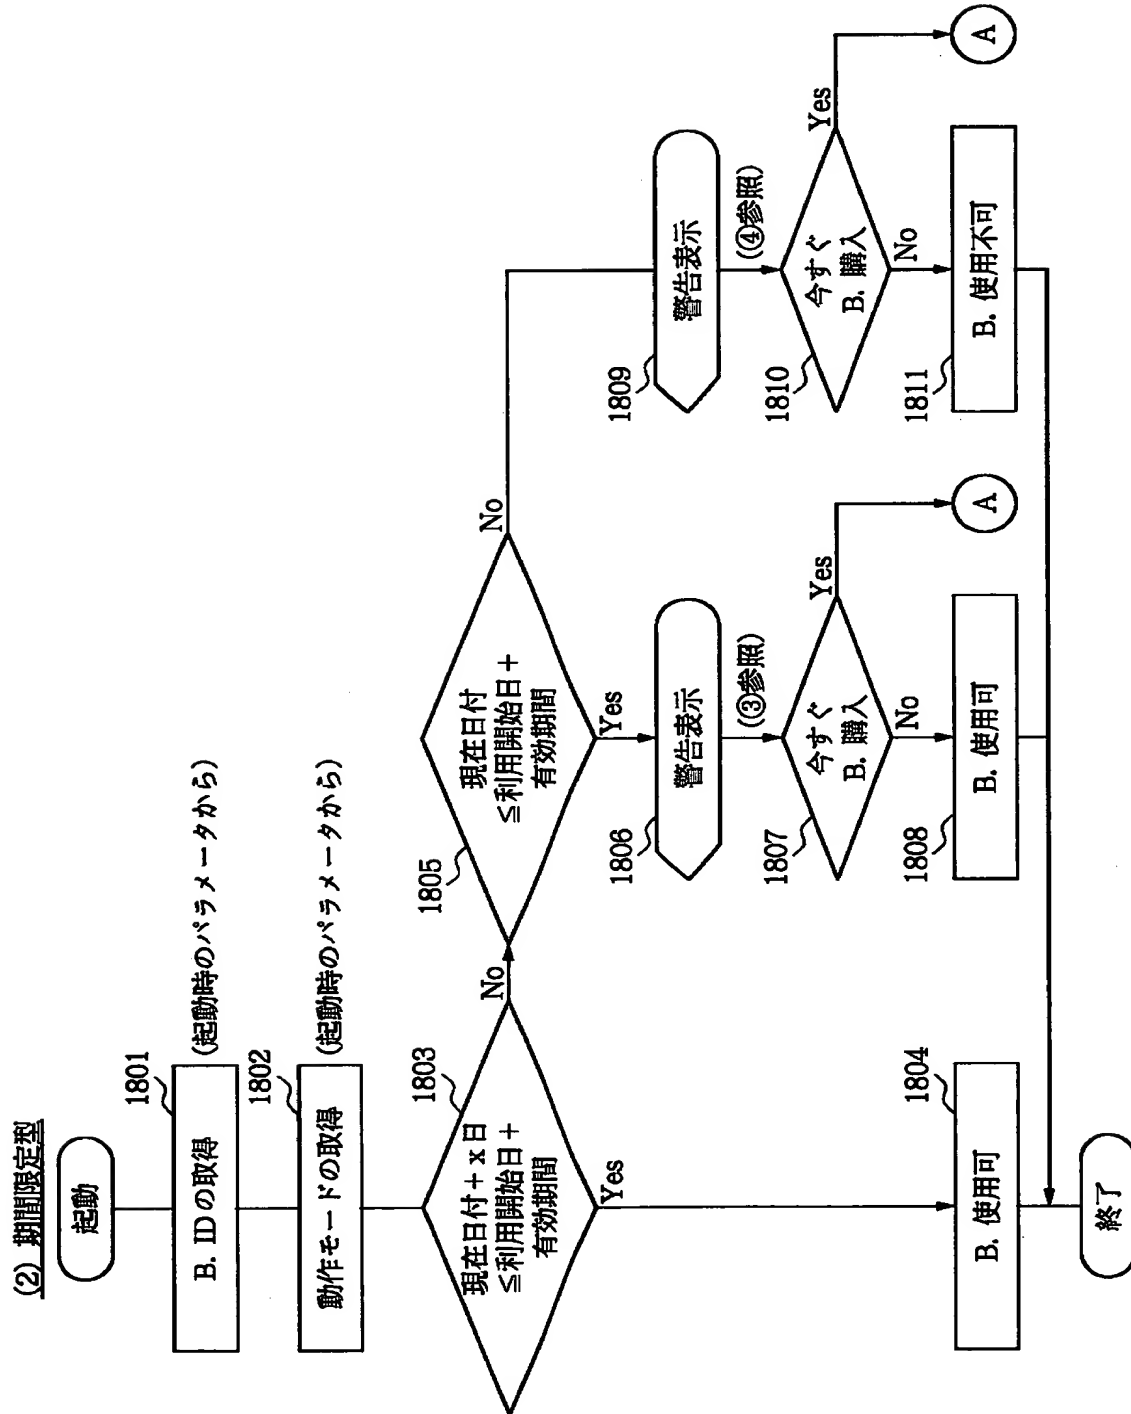 (2) 期間限定型
起動
1801
B. IDの取得
(起動時のパラメータから)
1802
動作モードの取得
(起動時のパラメータから)
1803
現在日付+x日
≦利用開始日+
有効期間
No
Yes
1804
B. 使用可
終了
1805
現在日付
≦利用開始日+
有効期間
No
Yes
1806
警告表示
(③参照)
1807
今すぐ
B. 購入
Yes
No
A
1808
B. 使用可
1809
警告表示
(④参照)
1810
今すぐ
B. 購入
Yes
No
A
1811
B. 使用不可